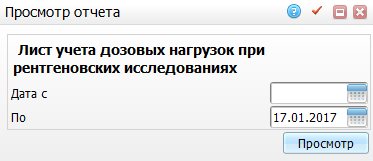 Просмотр отчета
Лист учета дозовых нагрузок при
рентгеновских исследованиях
Дата с
По 17.01.2017
Просмотр